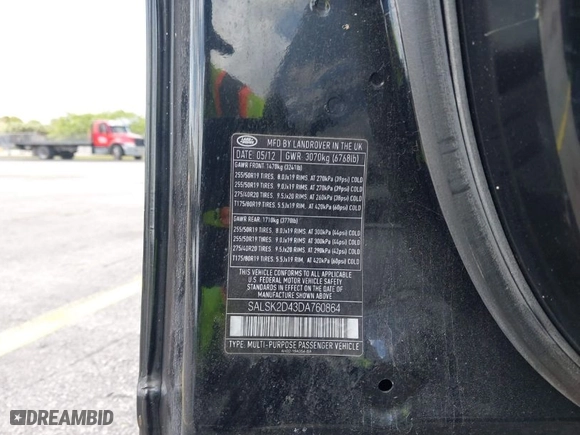 LAND ROVER
MFD BY LANDROVER IN THE UK
DATE: 05/12 GWR: 3070kg (6768lb)
GAWR FRONT: 1470kg (3241lb)
255/50R19 TIRES. 8.0Jx19 RIMS. AT 270kPa (39psi) COLD
255/50R19 TIRES. 9.0Jx19 RIMS. AT 270kPa (39psi) COLD
275/40R20 TIRES. 9.5Jx20 RIMS. AT 260kPa (38psi) COLD
T175/80R19 TIRES. 5.5Jx19 RIM. AT 420kPa (60psi) COLD
GAWR REAR: 1710kg (3770lb)
255/50R19 TIRES. 8.0Jx19 RIMS. AT 300kPa (44psi) COLD
255/50R19 TIRES. 9.0Jx19 RIMS. AT 300kPa (44psi) COLD
275/40R20 TIRES. 9.5Jx20 RIMS. AT 290kPa (42psi) COLD
T175/80R19 TIRES. 5.5Jx19 RIM. AT 420kPa (60psi) COLD
THIS VEHICLE CONFORMS TO ALL APPLICABLE
U.S. FEDERAL MOTOR VEHICLE
SAFETY STANDARDS IN EFFECT ON THE DATE OF
MANUFACTURE SHOWN ABOVE
SALSK2D43DA760864
TYPE: MULTI-PURPOSE PASSENGER VEHICLE
DREAMBID